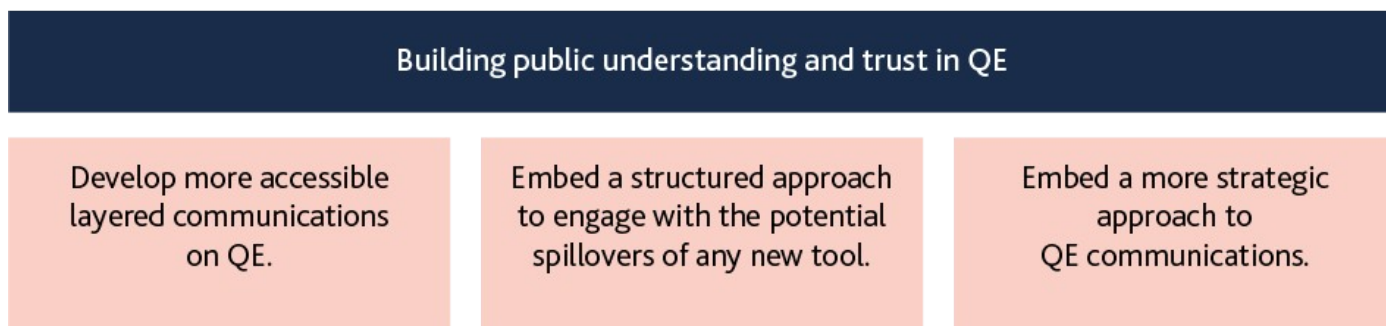 Building public understanding and trust in QE
Develop more accessible
layered communications
on QE.
Embed a structured approach
to engage with the potential
spillovers of any new tool.
Embed a more strategic
approach to
QE communications.